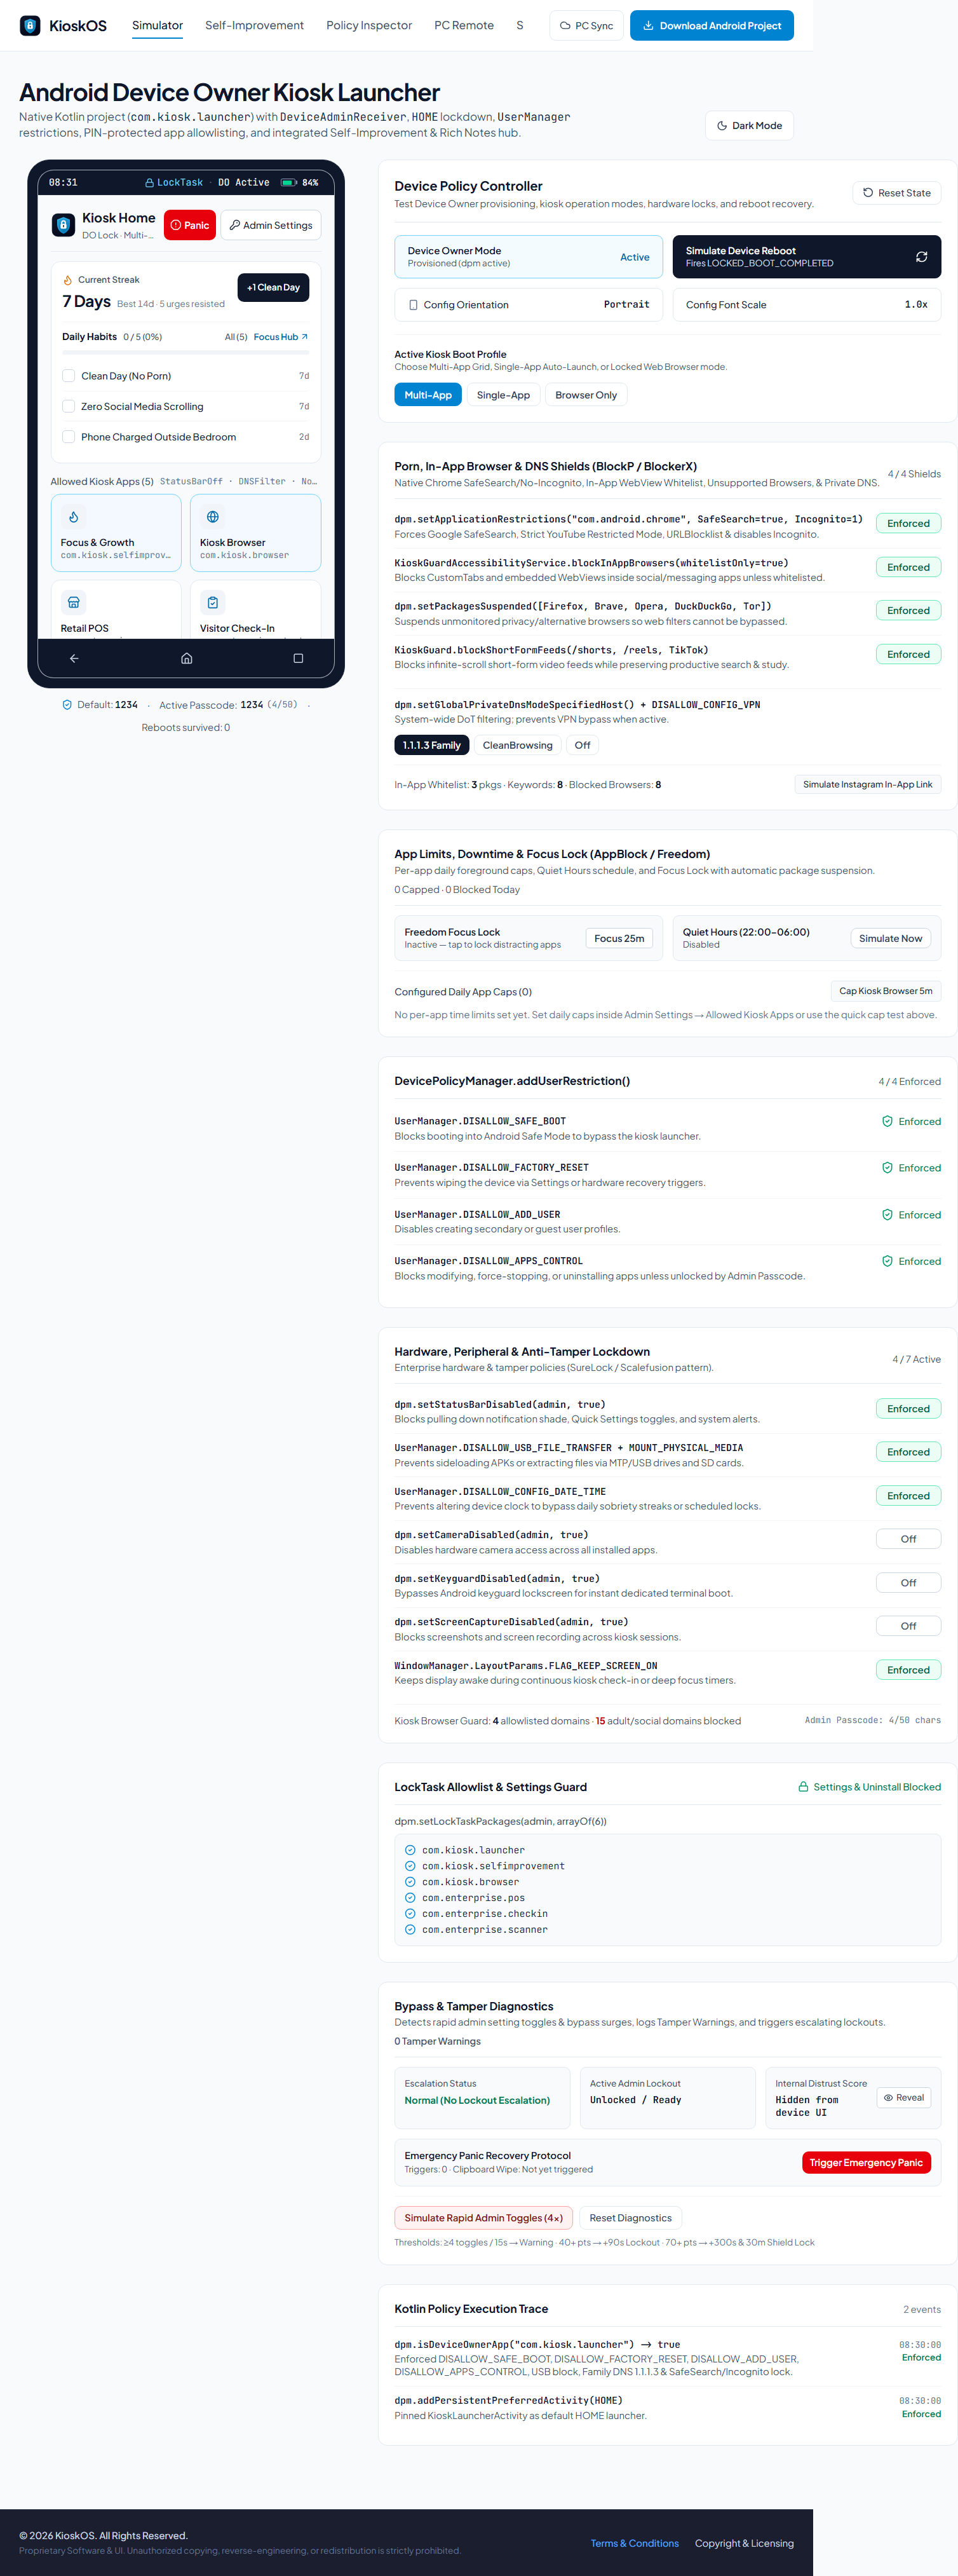 KioskOS
Simulator
Self-Improvement
Policy Inspector
PC Remote
S
PC Sync
Download Android Project
Android Device Owner Kiosk Launcher
Native Kotlin project (com.kiosk.launcher) with DeviceAdminReceiver, HOME lockdown, UserManager
restrictions, PIN-protected app allowlisting, and integrated Self-Improvement & Rich Notes hub.
Dark Mode
08:31
LockTask · DO Active
84%
Kiosk Home
DO Lock · Multi-...
Panic
Admin Settings
Current Streak
7 Days Best 14d · 5 urges resisted
+1 Clean Day
Daily Habits 0 / 5 (0%)
All (5) Focus Hub ↗
Clean Day (No Porn) 7d
Zero Social Media Scrolling 7d
Phone Charged Outside Bedroom 2d
Allowed Kiosk Apps (5) StatusBarOff · DNSFilter · No…
Focus & Growth
com.kiosk.selfimprov…
Kiosk Browser
com.kiosk.browser
Retail POS
Visitor Check-In
Default: 1234 · Active Passcode: 1234 (4/50) ·
Reboots survived: 0
Device Policy Controller
Test Device Owner provisioning, kiosk operation modes, hardware locks, and reboot recovery.
Reset State
Device Owner Mode
Provisioned (dpm active)
Active
Simulate Device Reboot
Fires LOCKED_BOOT_COMPLETED
Config Orientation Portrait
Config Font Scale 1.0x
Active Kiosk Boot Profile
Choose Multi-App Grid, Single-App Auto-Launch, or Locked Web Browser mode.
Multi-App
Single-App
Browser Only
Porn, In-App Browser & DNS Shields (BlockP / BlockerX)
Native Chrome SafeSearch/No-Incognito, In-App WebView Whitelist, Unsupported Browsers, & Private DNS.
4 / 4 Shields
dpm.setApplicationRestrictions("com.android.chrome", SafeSearch=true, Incognito=1)
Forces Google SafeSearch, Strict YouTube Restricted Mode, URLBlocklist & disables Incognito.
Enforced
KioskGuardAccessibilityService.blockInAppBrowsers(whitelistOnly=true)
Blocks CustomTabs and embedded WebViews inside social/messaging apps unless whitelisted.
Enforced
dpm.setPackagesSuspended([Firefox, Brave, Opera, DuckDuckGo, Tor])
Suspends unmonitored privacy/alternative browsers so web filters cannot be bypassed.
Enforced
KioskGuard.blockShortFormFeeds(/shorts, /reels, TikTok)
Blocks infinite-scroll short-form video feeds while preserving productive search & study.
Enforced
dpm.setGlobalPrivateDnsModeSpecifiedHost() + DISALLOW_CONFIG_VPN
System-wide DoT filtering; prevents VPN bypass when active.
1.1.1.3 Family
CleanBrowsing
Off
In-App Whitelist: 3 pkgs · Keywords: 8 · Blocked Browsers: 8
Simulate Instagram In-App Link
App Limits, Downtime & Focus Lock (AppBlock / Freedom)
Per-app daily foreground caps, Quiet Hours schedule, and Focus Lock with automatic package suspension.
0 Capped · 0 Blocked Today
Freedom Focus Lock
Inactive — tap to lock distracting apps
Focus 25m
Quiet Hours (22:00–06:00)
Disabled
Simulate Now
Configured Daily App Caps (0)
Cap Kiosk Browser 5m
No per-app time limits set yet. Set daily caps inside Admin Settings → Allowed Kiosk Apps or use the quick cap test above.
DevicePolicyManager.addUserRestriction()
4 / 4 Enforced
UserManager.DISALLOW_SAFE_BOOT
Blocks booting into Android Safe Mode to bypass the kiosk launcher.
Enforced
UserManager.DISALLOW_FACTORY_RESET
Prevents wiping the device via Settings or hardware recovery triggers.
Enforced
UserManager.DISALLOW_ADD_USER
Disables creating secondary or guest user profiles.
Enforced
UserManager.DISALLOW_APPS_CONTROL
Blocks modifying, force-stopping, or uninstalling apps unless unlocked by Admin Passcode.
Enforced
Hardware, Peripheral & Anti-Tamper Lockdown
Enterprise hardware & tamper policies (SureLock / Scalefusion pattern).
4 / 7 Active
dpm.setStatusBarDisabled(admin, true)
Blocks pulling down notification shade, Quick Settings toggles, and system alerts.
Enforced
UserManager.DISALLOW_USB_FILE_TRANSFER + MOUNT_PHYSICAL_MEDIA
Prevents sideloading APKs or extracting files via MTP/USB drives and SD cards.
Enforced
UserManager.DISALLOW_CONFIG_DATE_TIME
Prevents altering device clock to bypass daily sobriety streaks or scheduled locks.
Enforced
dpm.setCameraDisabled(admin, true)
Disables hardware camera access across all installed apps.
Off
dpm.setKeyguardDisabled(admin, true)
Bypasses Android keyguard lockscreen for instant dedicated terminal boot.
Off
dpm.setScreenCaptureDisabled(admin, true)
Blocks screenshots and screen recording across kiosk sessions.
Off
WindowManager.LayoutParams.FLAG_KEEP_SCREEN_ON
Keeps display awake during continuous kiosk check-in or deep focus timers.
Enforced
Kiosk Browser Guard: 4 allowlisted domains · 15 adult/social domains blocked
Admin Passcode: 4/50 chars
LockTask Allowlist & Settings Guard
Settings & Uninstall Blocked
dpm.setLockTaskPackages(admin, arrayOf(6))
com.kiosk.launcher
com.kiosk.selfimprovement
com.kiosk.browser
com.enterprise.pos
com.enterprise.checkin
com.enterprise.scanner
Bypass & Tamper Diagnostics
Detects rapid admin setting toggles & bypass surges, logs Tamper Warnings, and triggers escalating lockouts.
0 Tamper Warnings
Escalation Status
Normal (No Lockout Escalation)
Active Admin Lockout
Unlocked / Ready
Internal Distrust Score
Hidden from
device UI
Reveal
Emergency Panic Recovery Protocol
Triggers: 0 · Clipboard Wipe: Not yet triggered
Trigger Emergency Panic
Simulate Rapid Admin Toggles (4×)
Reset Diagnostics
Thresholds: ≥4 toggles / 15s → Warning · 40+ pts → +90s Lockout · 70+ pts → +300s & 30m Shield Lock
Kotlin Policy Execution Trace
2 events
dpm.isDeviceOwnerApp("com.kiosk.launcher") → true
Enforced DISALLOW_SAFE_BOOT, DISALLOW_FACTORY_RESET, DISALLOW_ADD_USER,
DISALLOW_APPS_CONTROL, USB block, Family DNS 1.1.1.3 & SafeSearch/Incognito lock.
08:30:00
Enforced
dpm.addPersistentPreferredActivity(HOME)
Pinned KioskLauncherActivity as default HOME launcher.
08:30:00
Enforced
© 2026 KioskOS. All Rights Reserved.
Proprietary Software & UI. Unauthorized copying, reverse-engineering, or redistribution is strictly prohibited.
Terms & Conditions
Copyright & Licensing